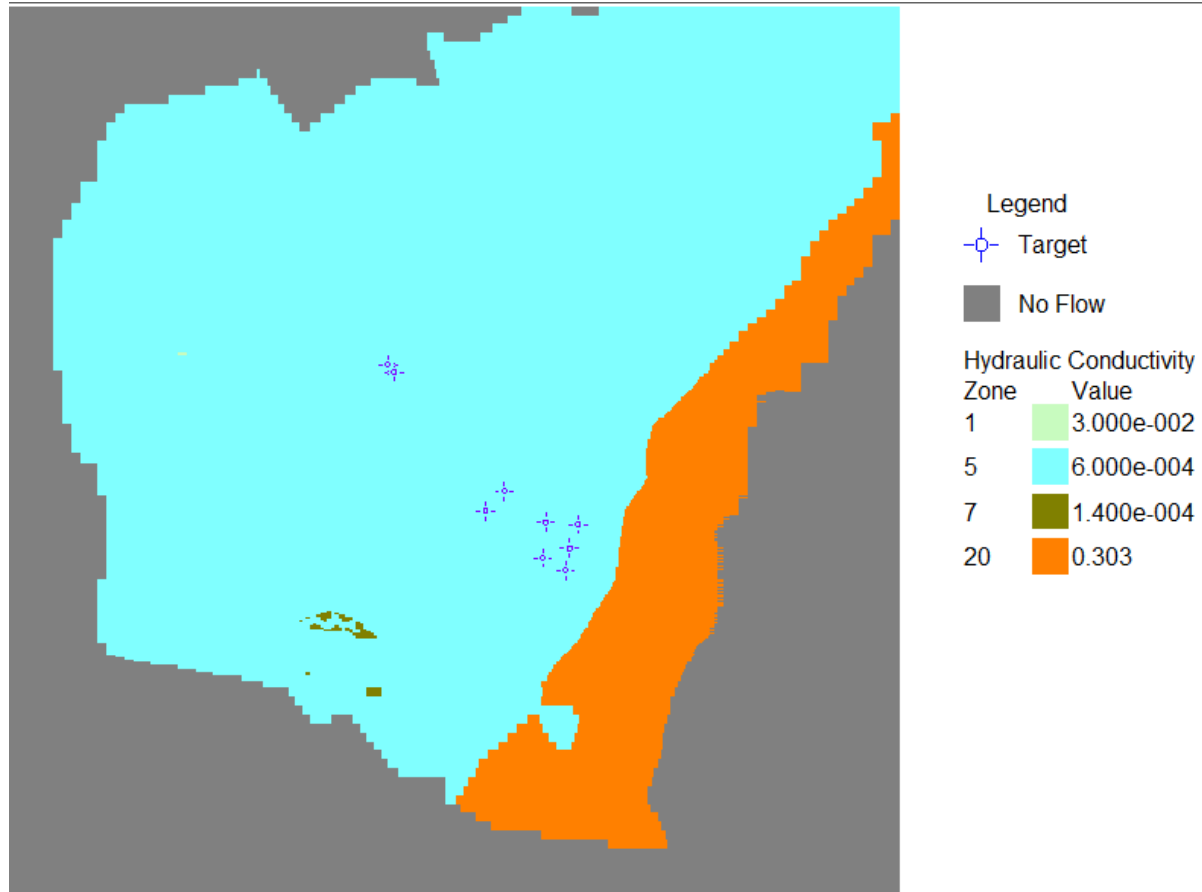 Legend
Target
No Flow
Hydraulic Conductivity
Zone Value
1 3.000e-002
5 6.000e-004
7 1.400e-004
20 0.303